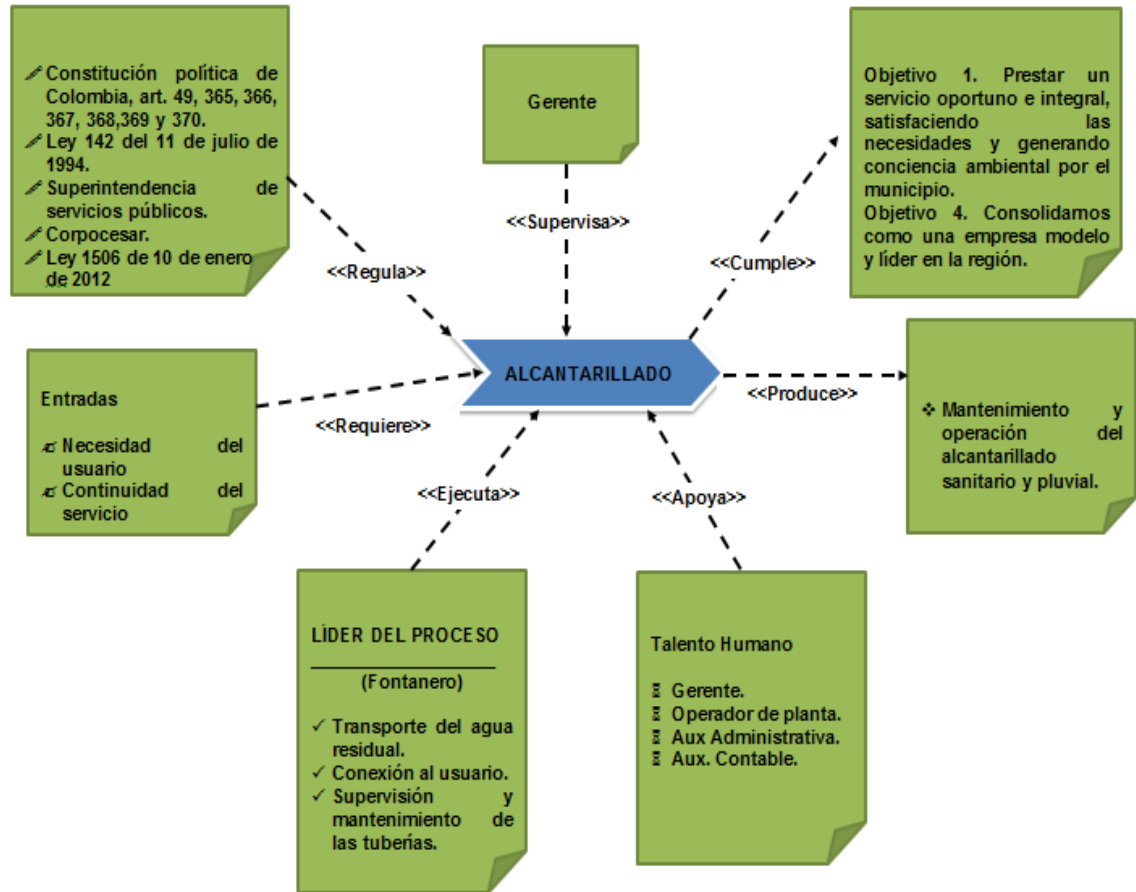 Constitución política de
Colombia, art. 49, 365, 366,
367, 368,369 y 370.
Ley 142 del 11 de julio de
1994.
Superintendencia de
servicios públicos.
Corpocesar.
Ley 1506 de 10 de enero
de 2012
Gerente
Objetivo 1. Prestar un
servicio oportuno e integral,
satisfaciendo las
necesidades y generando
conciencia ambiental por el
municipio.
Objetivo 4. Consolidarnos
como una empresa modelo
y líder en la región.
<<Supervisa>>
<<Regula>>
<<Cumple>>
ALCANTARILLADO
Entradas
Necesidad del
usuario
Continuidad del
servicio
<<Requiere>>
<<Produce>>
Mantenimiento y
operación del
alcantarillado
sanitario y pluvial.
<<Ejecuta>>
<<Apoya>>
LÍDER DEL PROCESO
(Fontanero)
✓ Transporte del agua
residual.
✓ Conexión al usuario.
✓ Supervisión y
mantenimiento de
las tuberías.
Talento Humano
Gerente.
Operador de planta.
Aux Administrativa.
Aux. Contable.